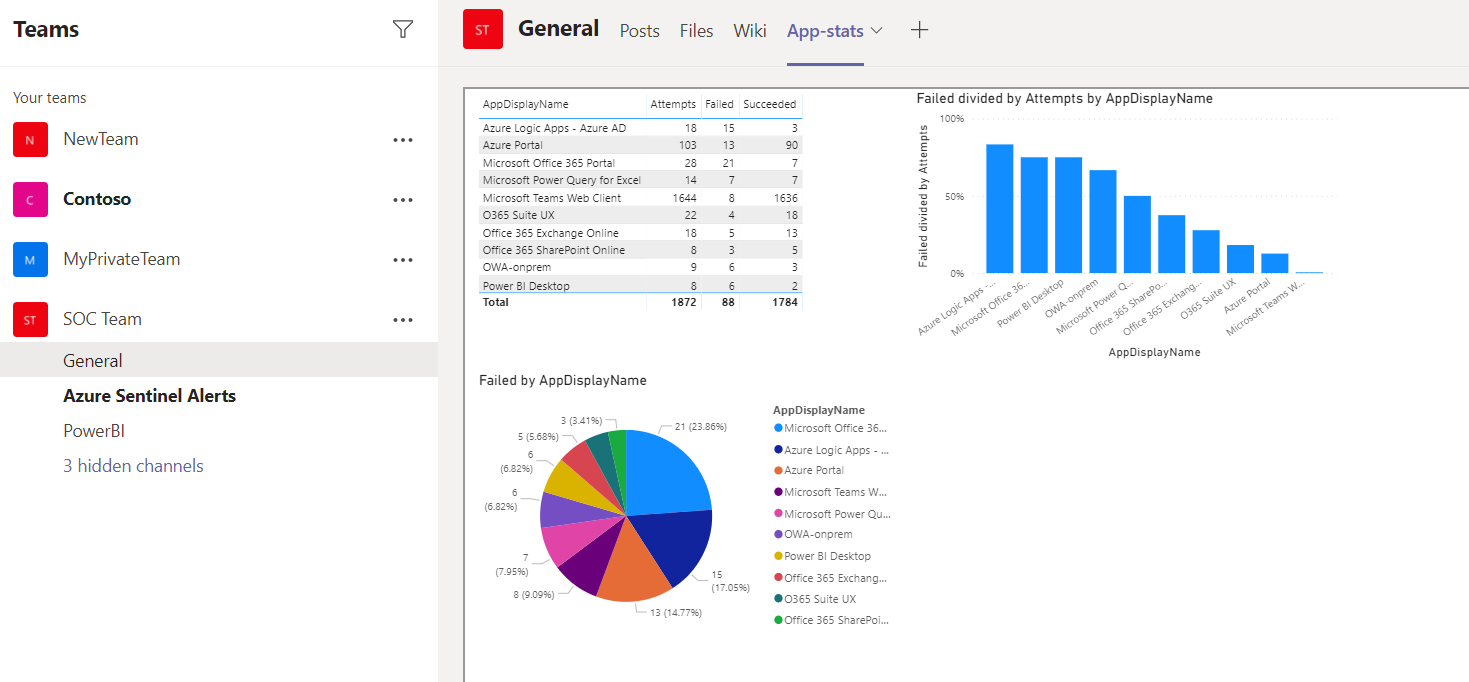 Teams
Your teams
N NewTeam
C Contoso
M MyPrivateTeam
ST SOC Team
General
Azure Sentinel Alerts
PowerBI
3 hidden channels
ST General Posts Files Wiki App-stats
AppDisplayName Attempts Failed Succeeded
Azure Logic Apps - Azure AD 18 15 3
Azure Portal 103 13 90
Microsoft Office 365 Portal 28 21 7
Microsoft Power Query for Excel 14 7 7
Microsoft Teams Web Client 1644 8 1636
O365 Suite UX 22 4 18
Office 365 Exchange Online 18 5 13
Office 365 SharePoint Online 8 3 5
OWA-onprem 9 6 3
Power BI Desktop 8 6 2
Total 1872 88 1784
Failed divided by Attempts by AppDisplayName
Failed divided by Attempts
100%
50%
0%
Azure Logic Apps -...
Microsoft Office 36...
Power BI Desktop
OWA-onprem
Microsoft Power Q...
Office 365 SharePo...
Office 365 Exchang...
O365 Suite UX
Azure Portal
Microsoft Teams W...
AppDisplayName
Failed by AppDisplayName
21 (23.86%)
15
(17.05%)
13 (14.77%)
8 (9.09%)
7
(7.95%)
6
(6.82%)
6
(6.82%)
5 (5.68%)
3 (3.41%)
AppDisplayName
Microsoft Office 36...
Azure Logic Apps - ...
Azure Portal
Microsoft Teams W...
Microsoft Power Qu...
OWA-onprem
Power BI Desktop
Office 365 Exchang...
O365 Suite UX
Office 365 SharePoi...